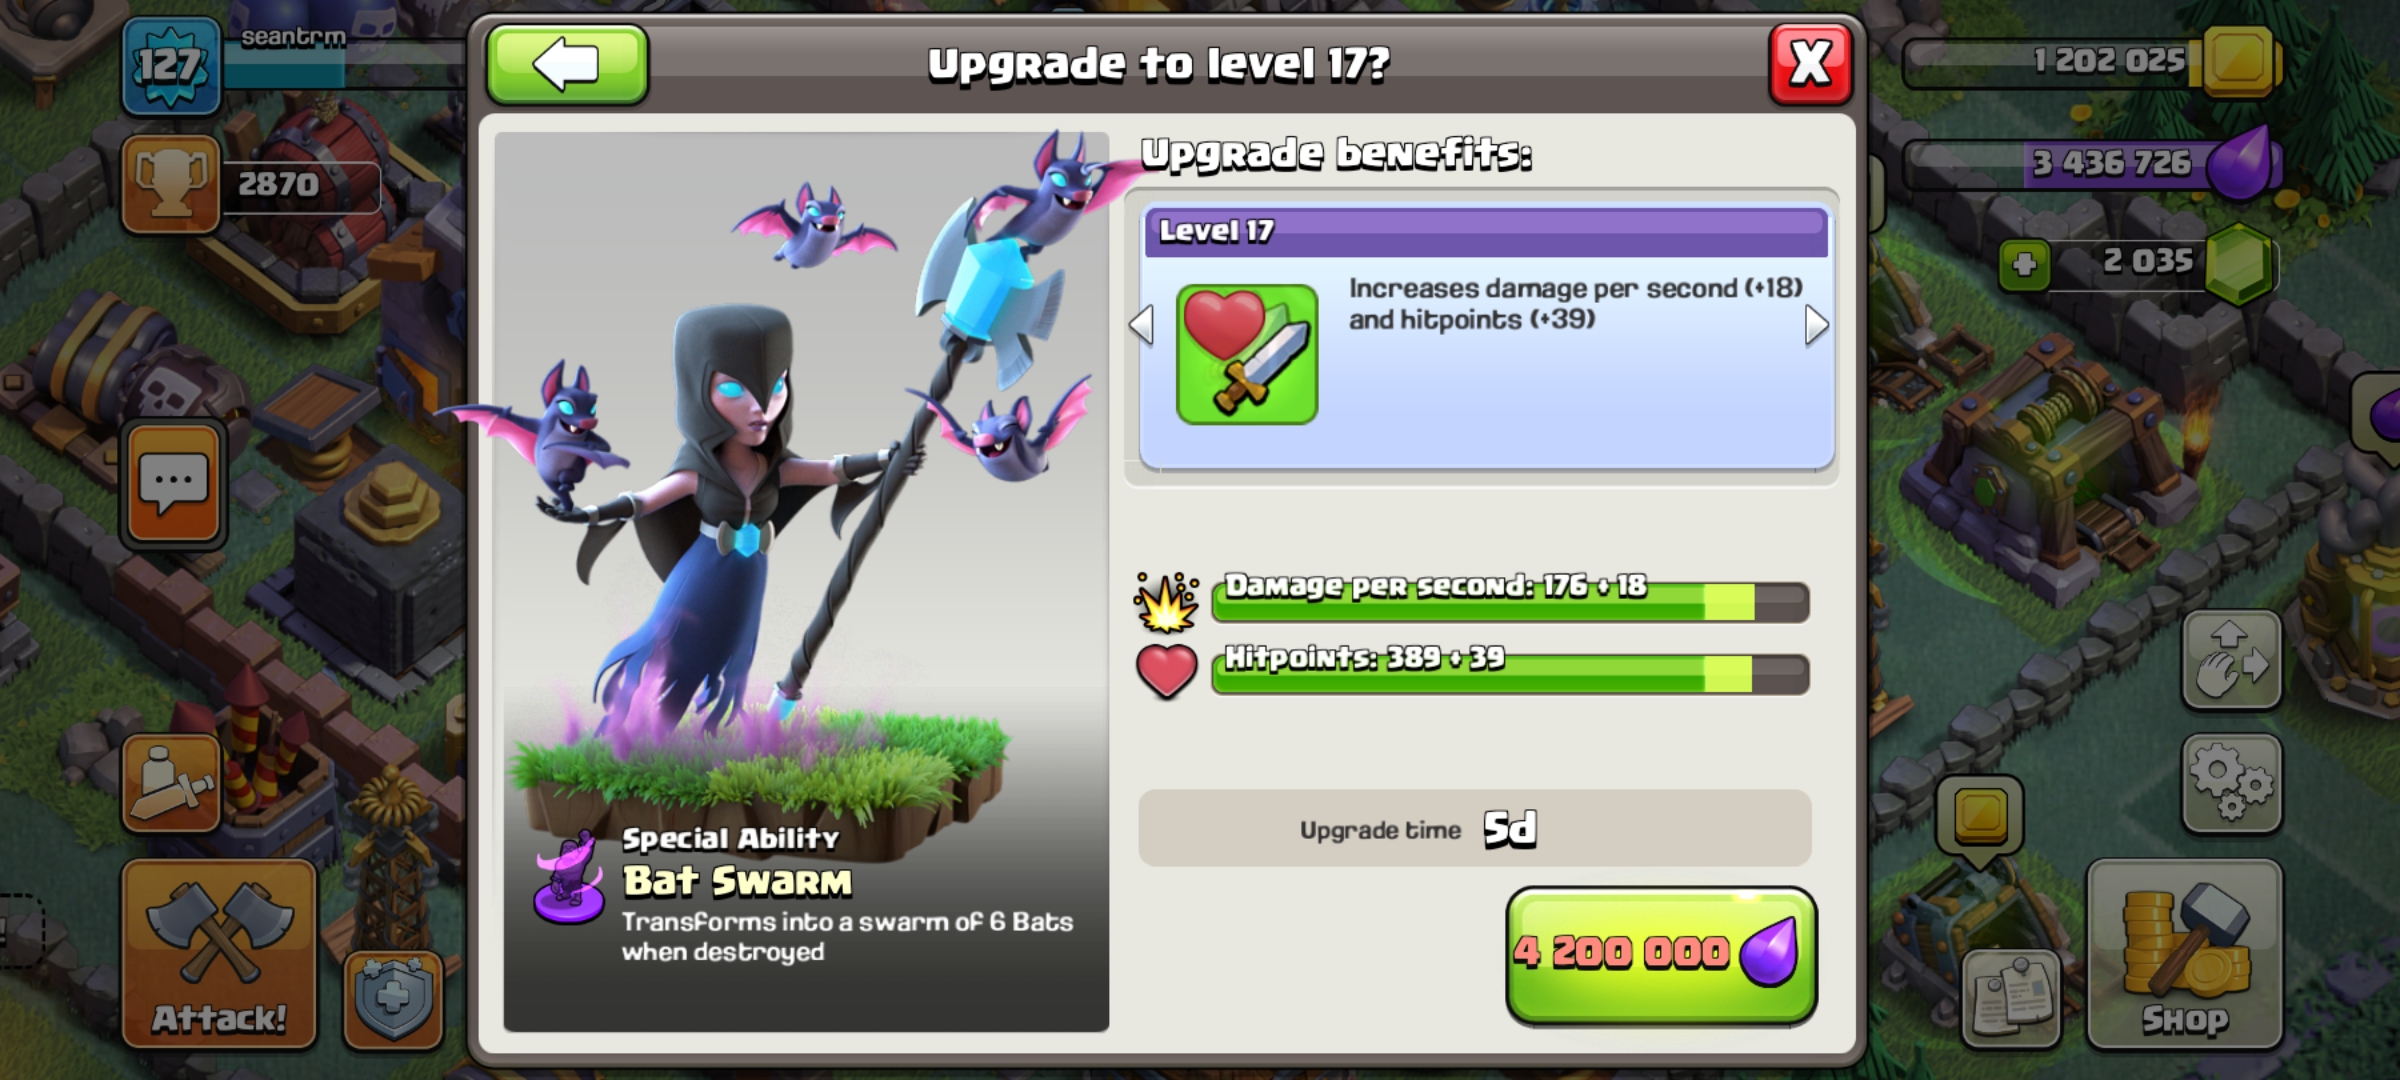 127
seantrm
2870
Upgrade to level 17?
X
1 202 025
3 436 726
2 035
Upgrade benefits:
Level 17
Increases damage per second (+18)
and hitpoints (+39)
Damage per second: 176 + 18
Hitpoints: 389 + 39
Upgrade time 5d
4 200 000
Special Ability
Bat Swarm
Transforms into a swarm of 6 Bats
when destroyed
Attack!
Shop